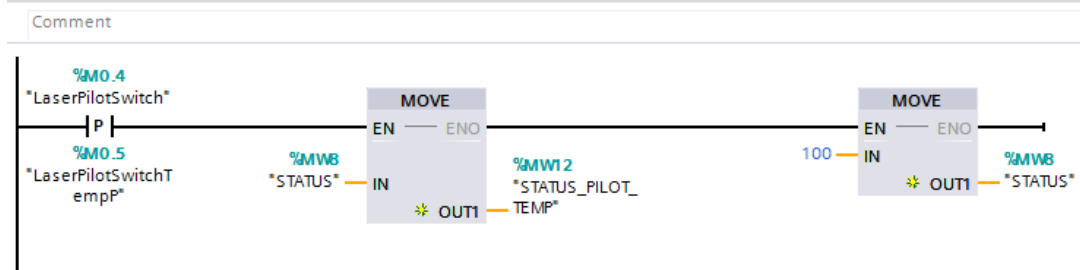 Comment
%M0.4
"LaserPilotSwitch"
P
%M0.5
"LaserPilotSwitchT
empP"
MOVE
EN ENO
%MW8
"STATUS" IN
OUT1
%MW12
"STATUS_PILOT_
TEMP"
MOVE
EN ENO
100 IN
OUT1
%MW8
"STATUS"